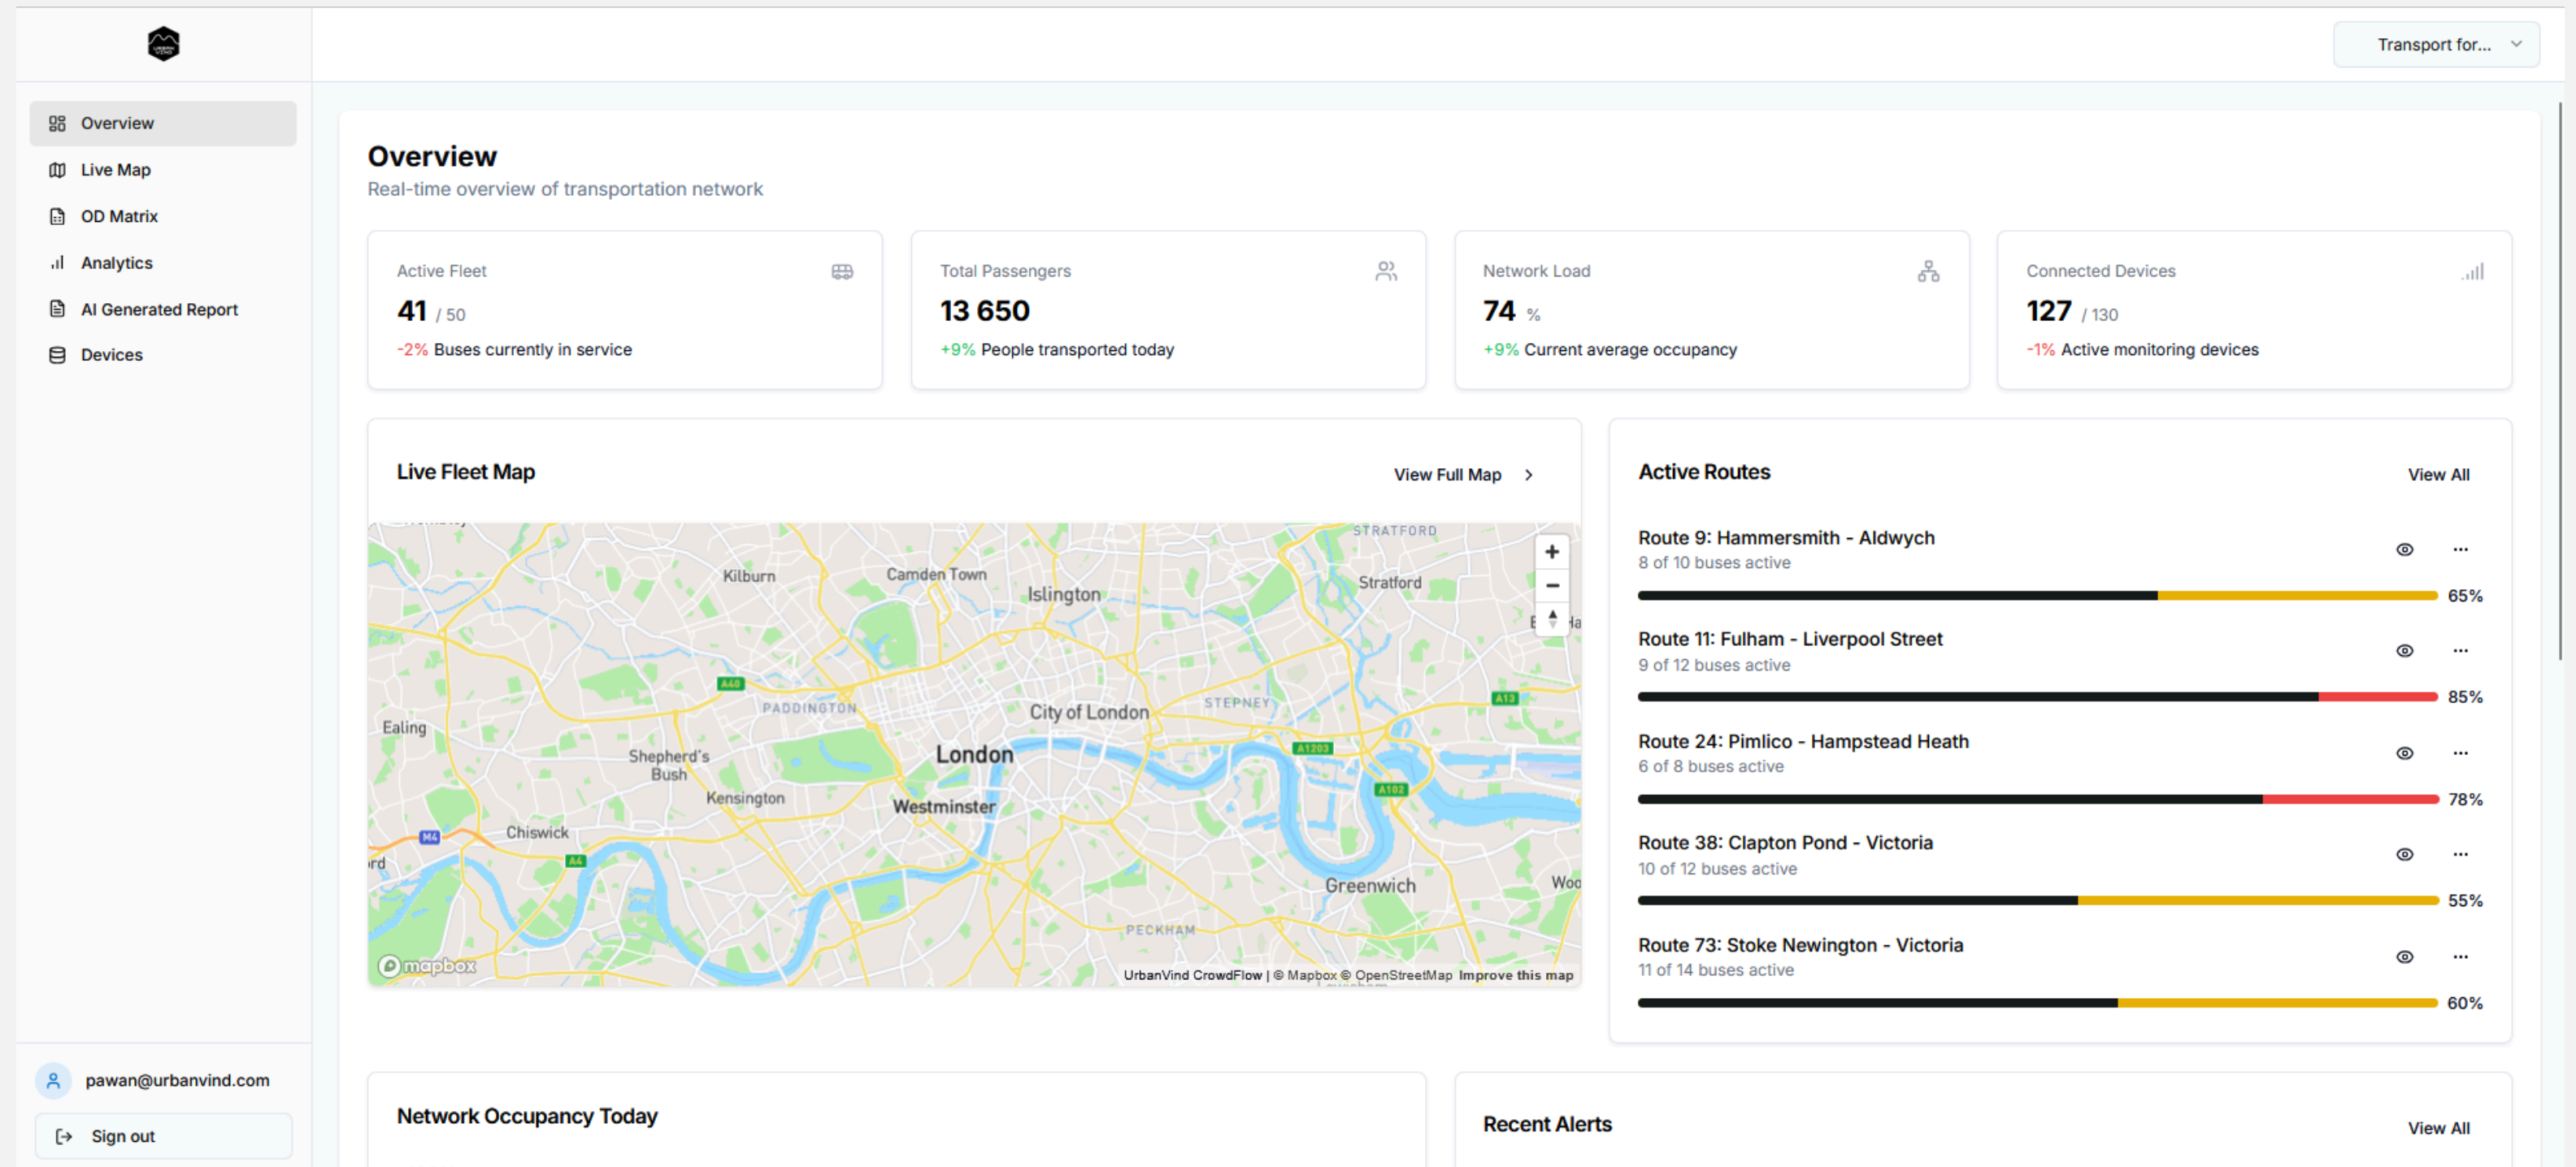 URBAN
VIND
Transport for...
Overview
Live Map
OD Matrix
Analytics
AI Generated Report
Devices
Overview
Real-time overview of transportation network
Active Fleet
41 / 50
-2% Buses currently in service
Total Passengers
13 650
+9% People transported today
Network Load
74 %
+9% Current average occupancy
Connected Devices
127 / 130
-1% Active monitoring devices
Live Fleet Map
View Full Map
STRATFORD
Kilburn
Camden Town
Islington
Stratford
A40
PADDINGTON
STEPNEY
A13
City of London
Ealing
Shepherd's
Bush
London
A1203
A102
Kensington
Westminster
M4
Chiswick
A4
Greenwich
PECKHAM
mapbox
UrbanVind CrowdFlow | © Mapbox © OpenStreetMap Improve this map
Active Routes
View All
Route 9: Hammersmith - Aldwych
8 of 10 buses active
65%
Route 11: Fulham - Liverpool Street
9 of 12 buses active
85%
Route 24: Pimlico - Hampstead Heath
6 of 8 buses active
78%
Route 38: Clapton Pond - Victoria
10 of 12 buses active
55%
Route 73: Stoke Newington - Victoria
11 of 14 buses active
60%
Network Occupancy Today
Recent Alerts
View All
pawan@urbanvind.com
Sign out